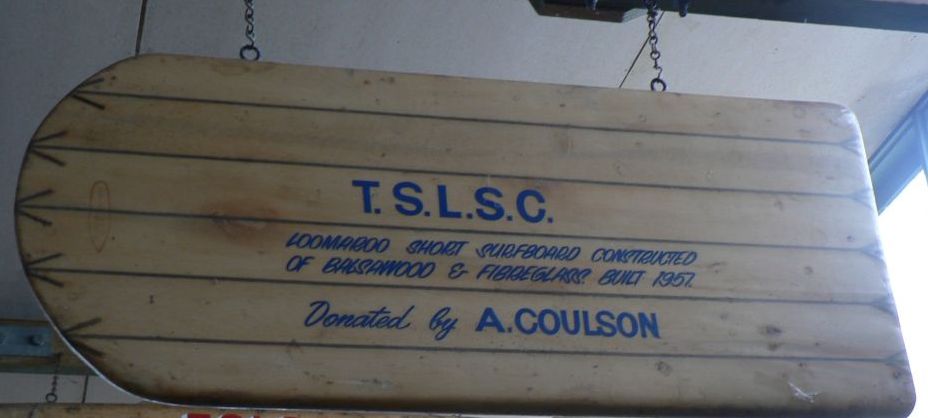 T.S.L.S.C.
LOOMAROO SHORT SURFBOARD CONSTRUCTED
OF BALSAWOOD & FIBREGLASS. BUILT 1957.
Donated by A.COULSON